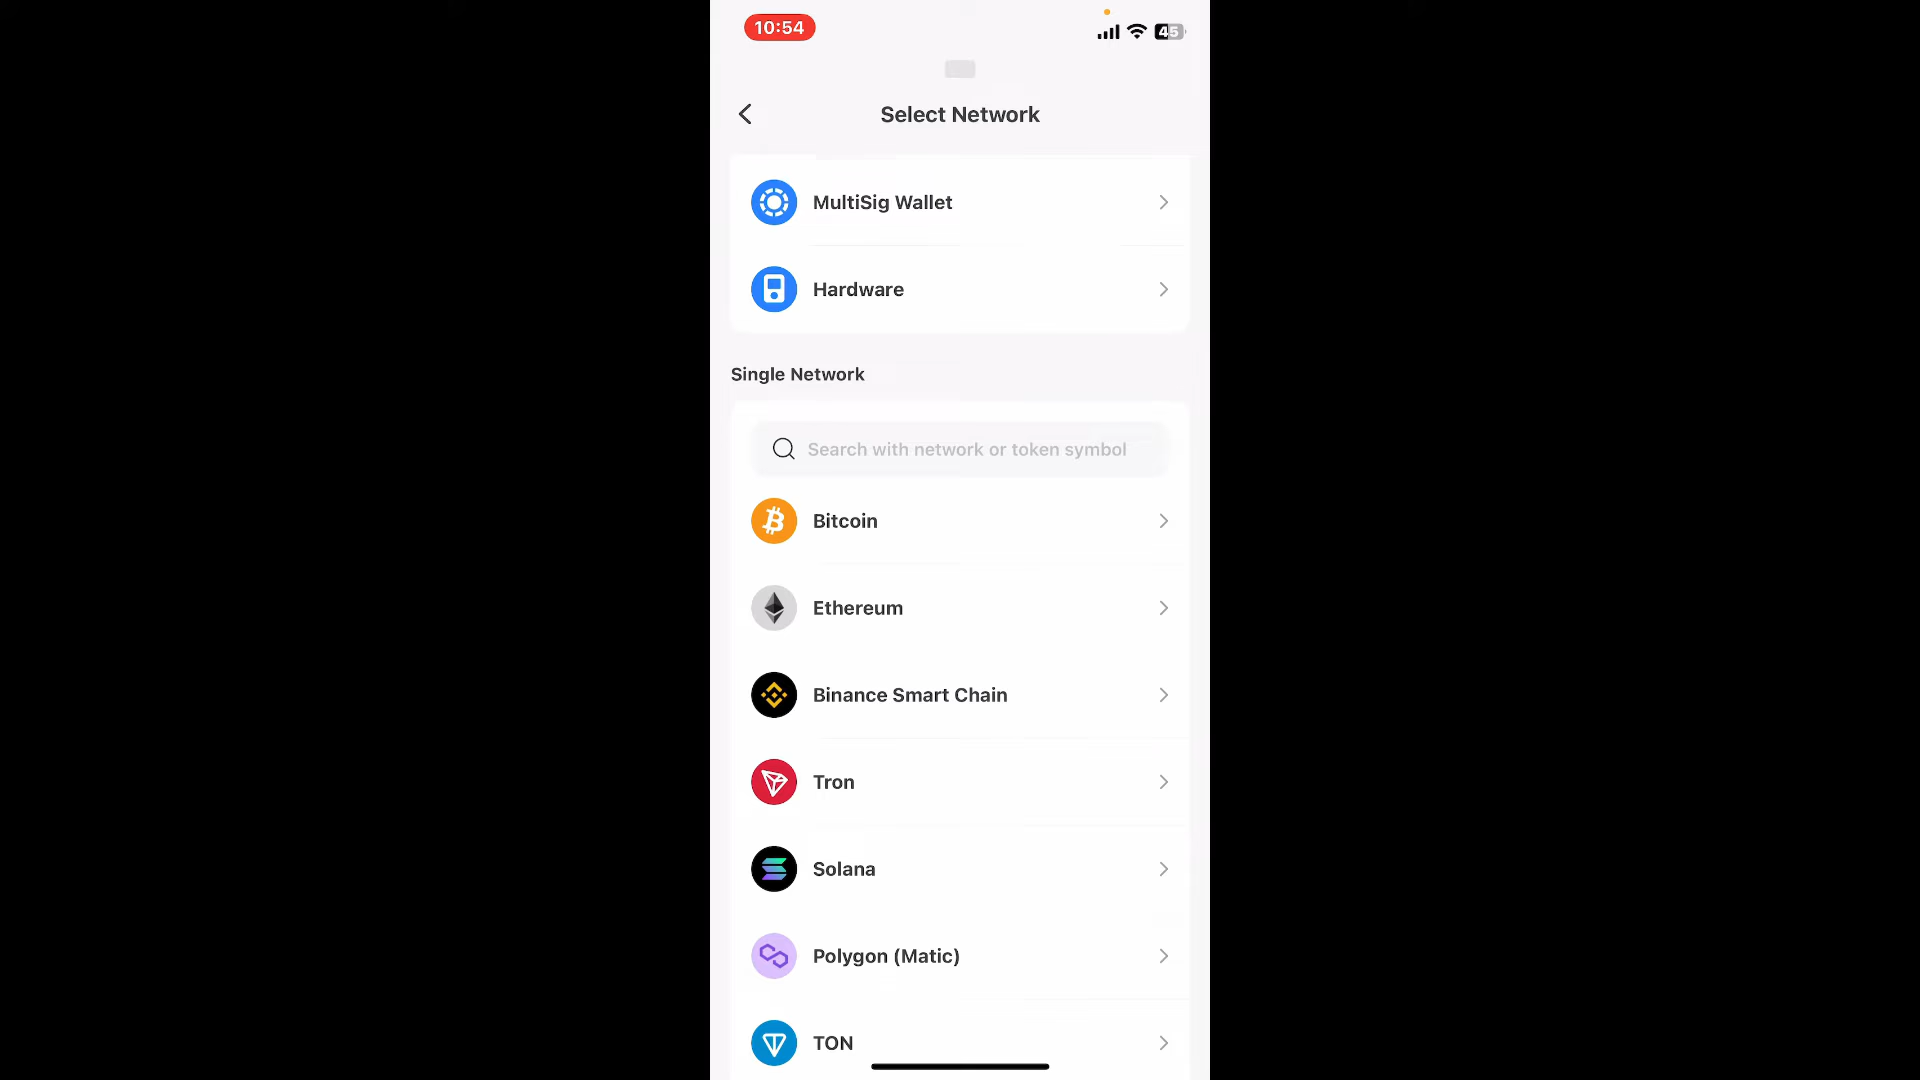 10:54
45
Select Network
MultiSig Wallet
Hardware
Single Network
Search with network or token symbol
Bitcoin
Ethereum
Binance Smart Chain
Tron
Solana
Polygon (Matic)
TON